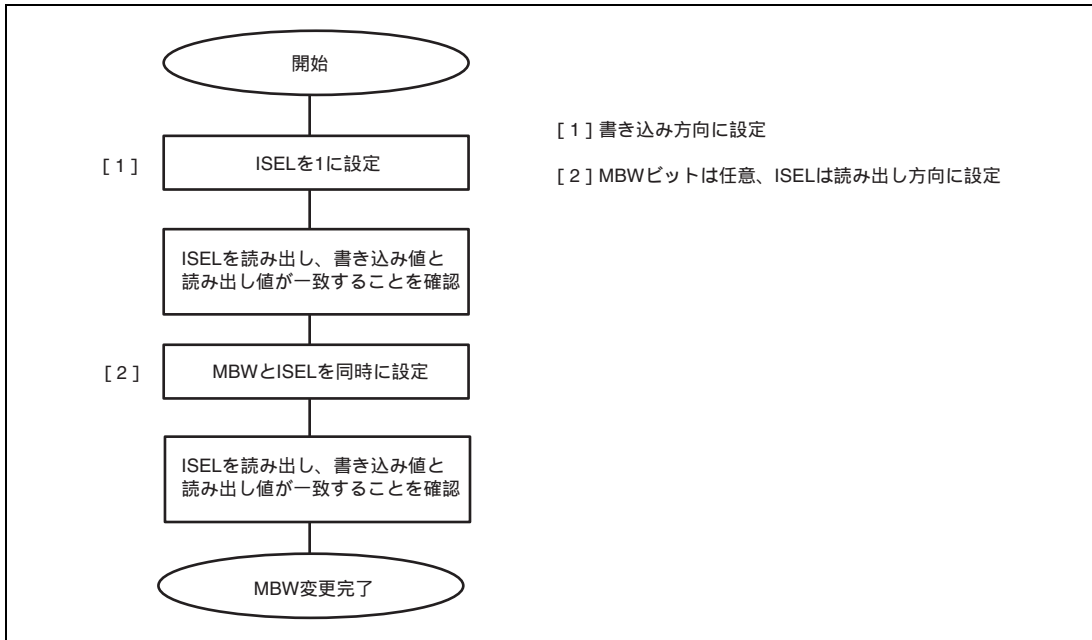 開始
[ 1 ]
ISELを1に設定
[ 1 ] 書き込み方向に設定
[ 2 ] MBWビットは任意、ISELは読み出し方向に設定
ISELを読み出し、書き込み値と
読み出し値が一致することを確認
[ 2 ]
MBWとISELを同時に設定
ISELを読み出し、書き込み値と
読み出し値が一致することを確認
MBW変更完了